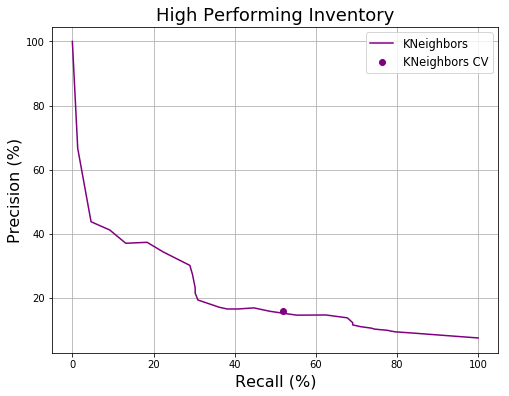 High Performing Inventory
KNeighbors
KNeighbors CV
Precision (%)
100
80
60
40
20
0
20
40
60
80
100
Recall (%)